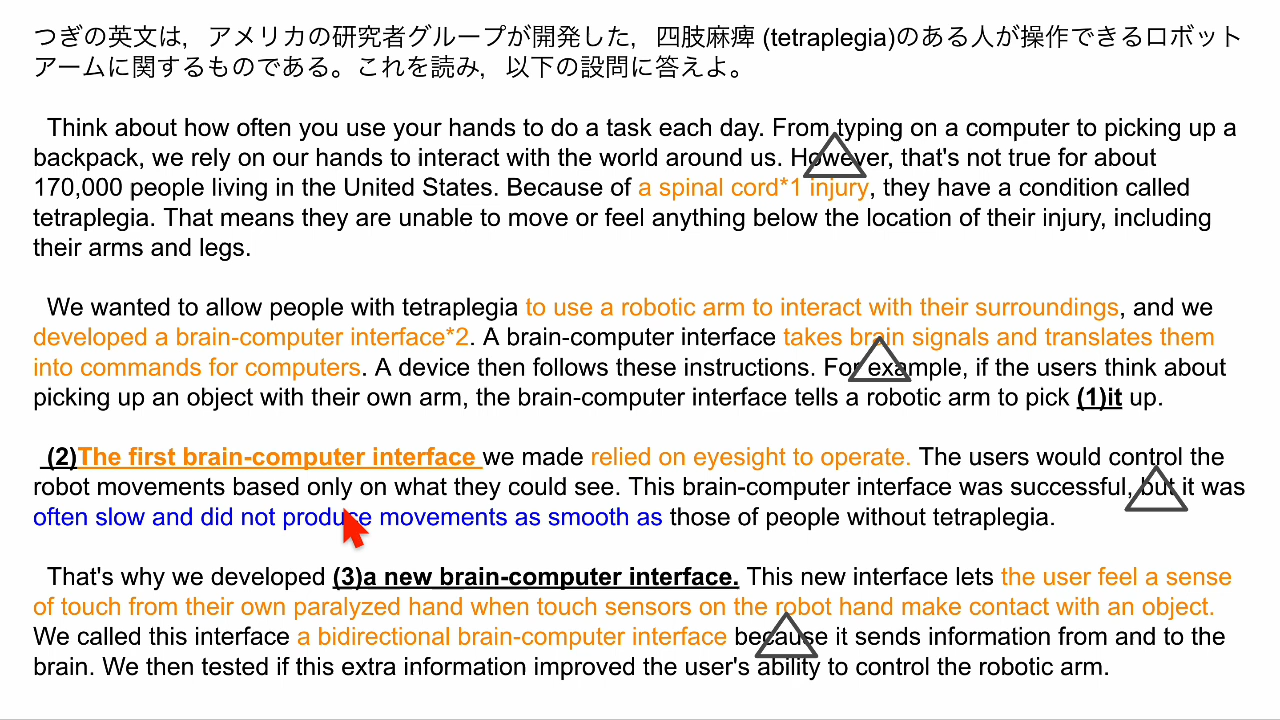 つぎの英文は，アメリカの研究者グループが開発した，四肢麻痺 (tetraplegia)のある人が操作できるロボット
アームに関するものである。これを読み，以下の設問に答えよ。
Think about how often you use your hands to do a task each day. From typing on a computer to picking up a
backpack, we rely on our hands to interact with the world around us. However, that's not true for about
170,000 people living in the United States. Because of a spinal cord*1 injury, they have a condition called
tetraplegia. That means they are unable to move or feel anything below the location of their injury, including
their arms and legs.
We wanted to allow people with tetraplegia to use a robotic arm to interact with their surroundings, and we
developed a brain-computer interface*2. A brain-computer interface takes brain signals and translates them
into commands for computers. A device then follows these instructions. For example, if the users think about
picking up an object with their own arm, the brain-computer interface tells a robotic arm to pick (1)it up.
(2)The first brain-computer interface we made relied on eyesight to operate. The users would control the
robot movements based only on what they could see. This brain-computer interface was successful, but it was
often slow and did not produce movements as smooth as those of people without tetraplegia.
That's why we developed (3)a new brain-computer interface. This new interface lets the user feel a sense
of touch from their own paralyzed hand when touch sensors on the robot hand make contact with an object.
We called this interface a bidirectional brain-computer interface because it sends information from and to the
brain. We then tested if this extra information improved the user's ability to control the robotic arm.